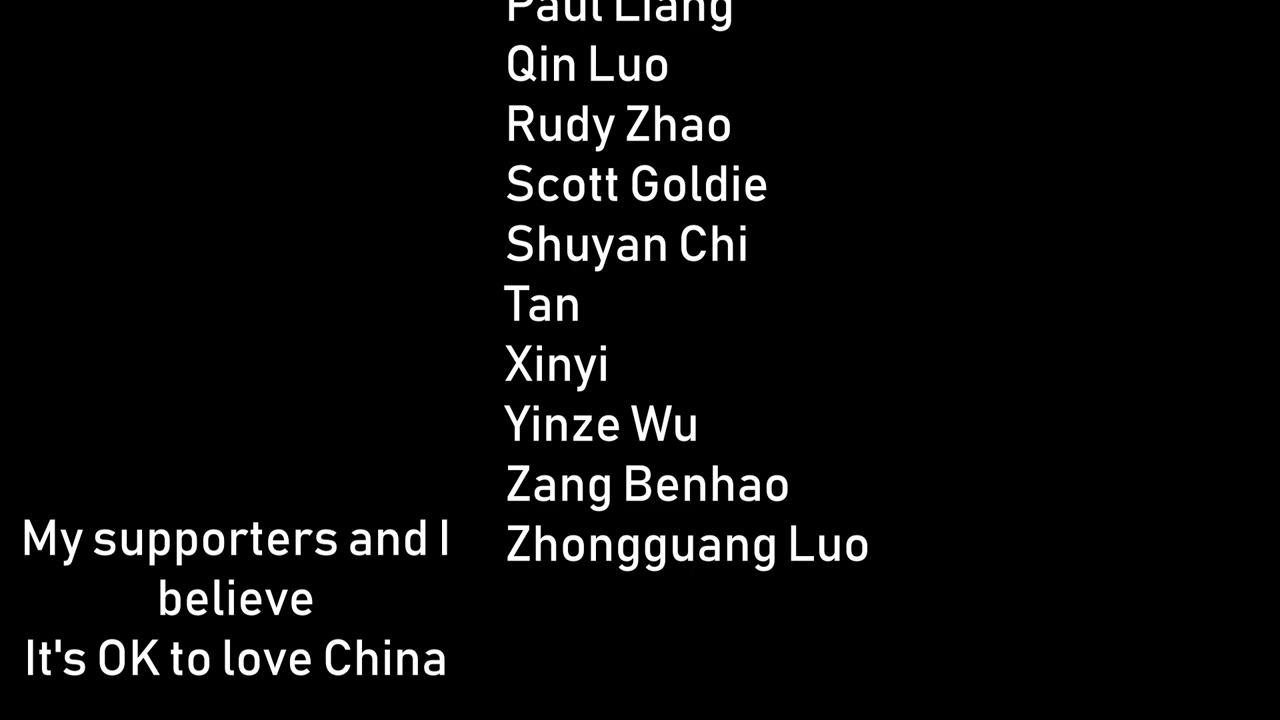 Paul Liang
Qin Luo
Rudy Zhao
Scott Goldie
Shuyan Chi
Tan
Xinyi
Yinze Wu
Zang Benhao
Zhongguang Luo
My supporters and I
believe
It's OK to love China